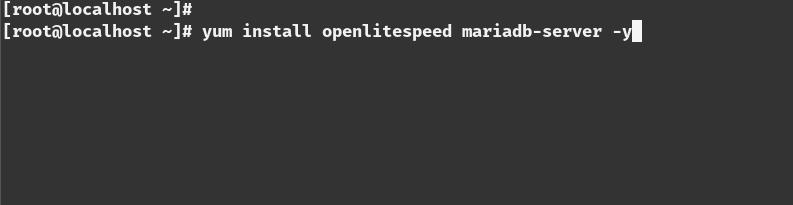 [root@localhost ~]#
[root@localhost ~]# yum install openlitespeed mariadb-server -y